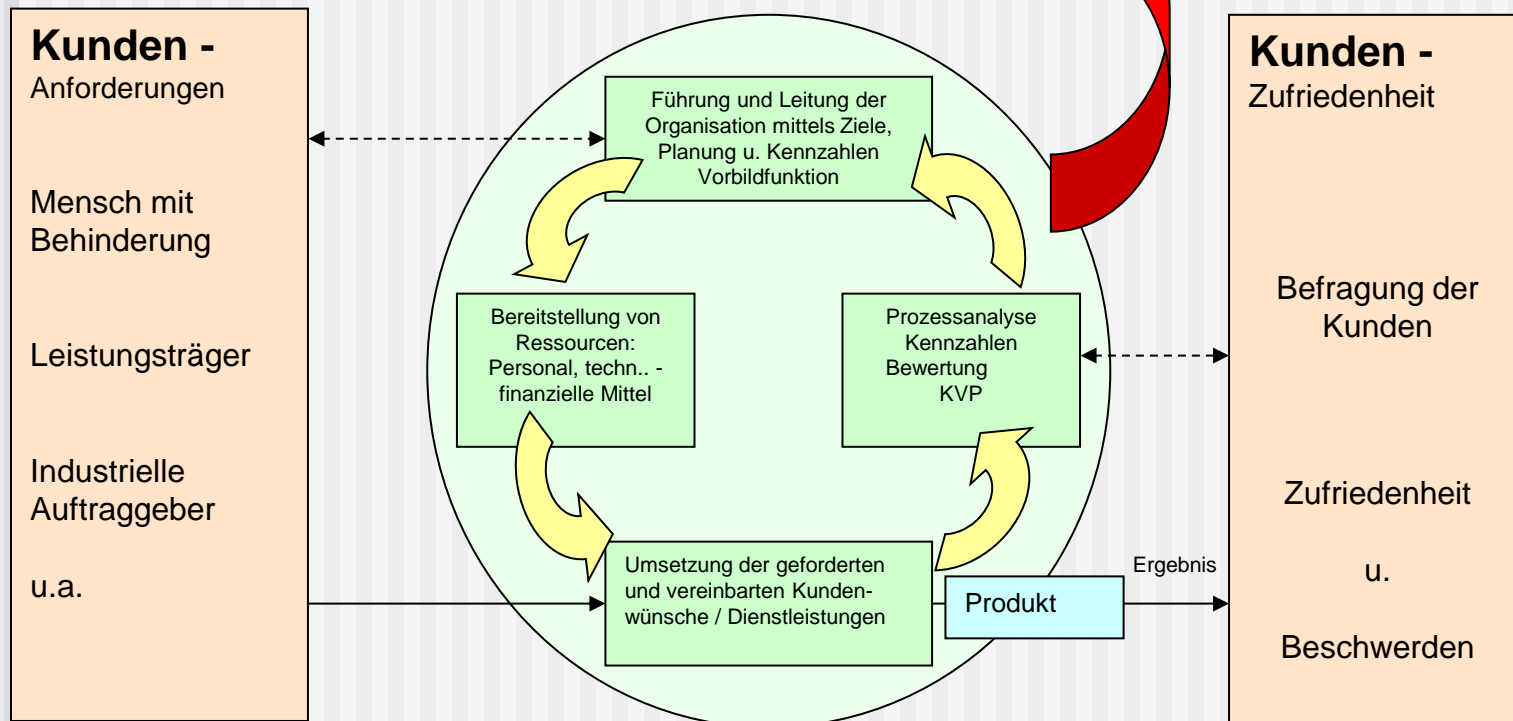 Kunden -
Anforderungen
Mensch mit
Behinderung
Leistungsträger
Industrielle
Auftraggeber
u.a.
Führung und Leitung der
Organisation mittels Ziele,
Planung u. Kennzahlen
Vorbildfunktion
Bereitstellung von
Ressourcen:
Personal, techn.. -
finanzielle Mittel
Prozessanalyse
Kennzahlen
Bewertung
KVP
Umsetzung der geforderten
und vereinbarten Kunden-
wünsche / Dienstleistungen
Produkt
Ergebnis
Kunden -
Zufriedenheit
Befragung der
Kunden
Zufriedenheit
u.
Beschwerden